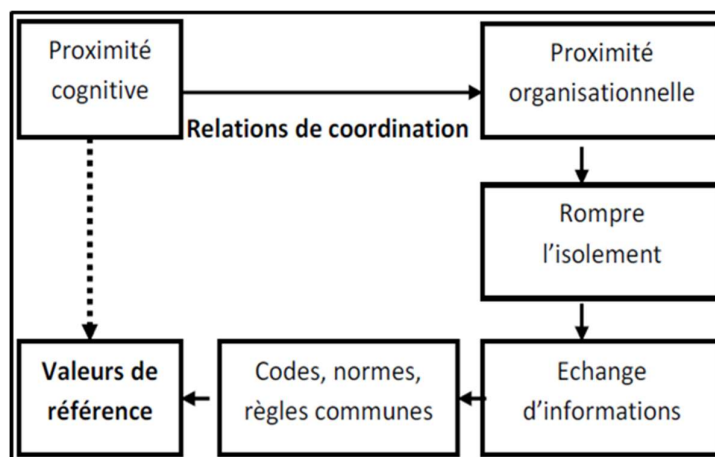 Proximité
cognitive
Proximité
organisationnelle
Relations de coordination
Rompre
l’isolement
Valeurs de
référence
Codes, normes,
règles communes
Echange
d’informations